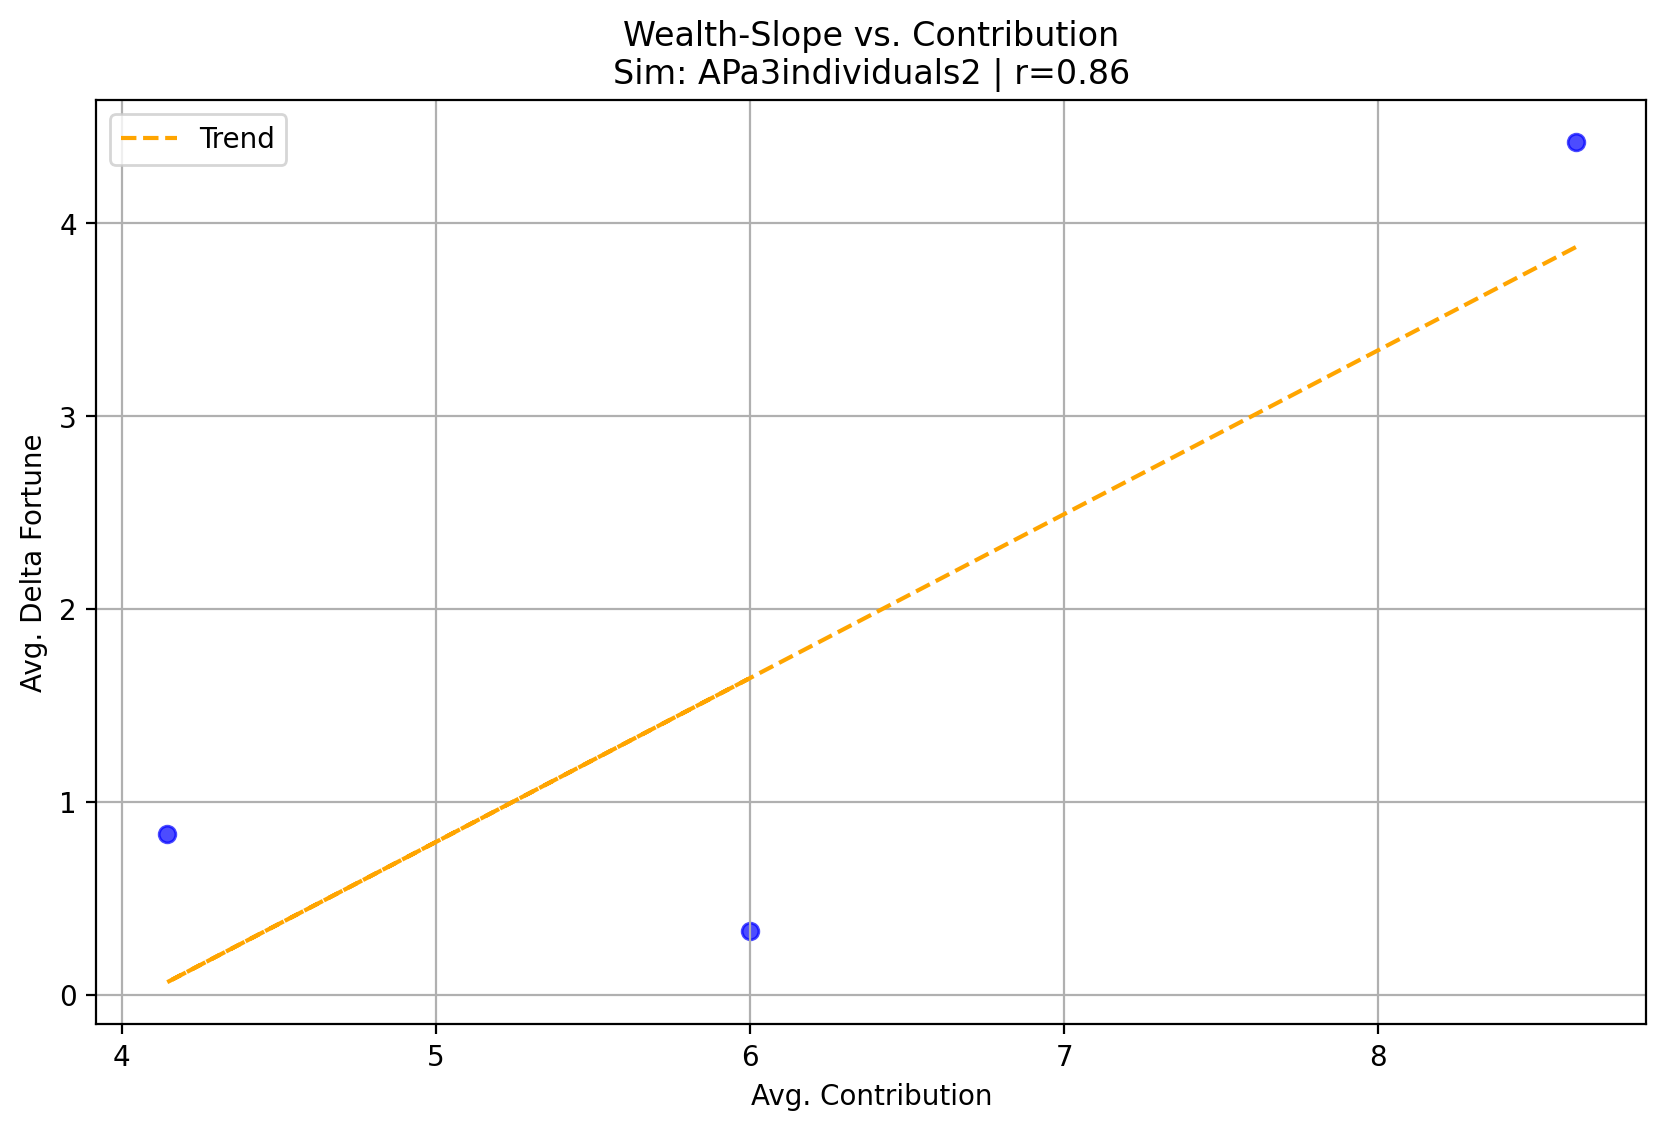 Wealth-Slope vs. Contribution
Sim: APa3individuals2 | r=0.86
Trend
Avg. Delta Fortune
4
3
2
1
0
4 5 6 7 8
Avg. Contribution